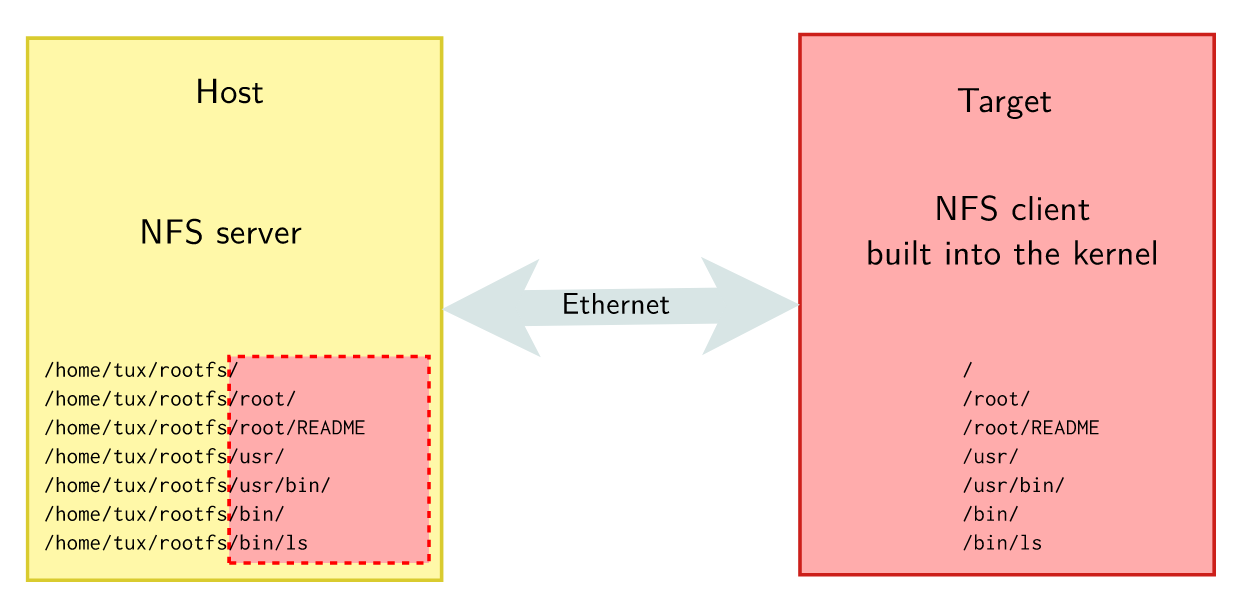 Host
NFS server
/home/tux/rootfs/
/home/tux/rootfs/root/
/home/tux/rootfs/root/README
/home/tux/rootfs/usr/
/home/tux/rootfs/usr/bin/
/home/tux/rootfs/bin/
/home/tux/rootfs/bin/ls
Ethernet
Target
NFS client
built into the kernel
/
/root/
/root/README
/usr/
/usr/bin/
/bin/
/bin/ls